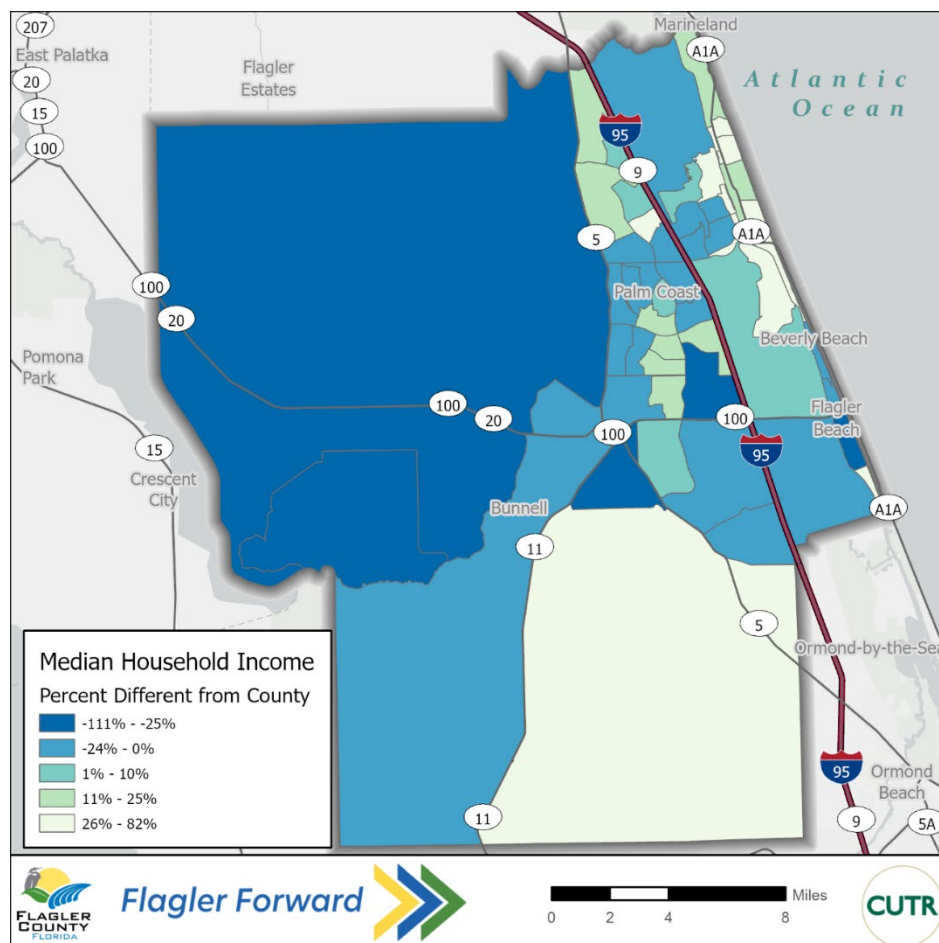 207
Marineland
A1A
East Palatka
20
Flagler
Estates
Atlantic
Ocean
15
100
95
9
5
A1A
100
20
Palm Coast
Pomona
Park
Beverly Beach
100
20
100
100
Flagler
Beach
15
95
Crescent
City
Bunnell
A1A
11
5
Ormond-by-the-Sea
95
Ormond
Beach
11
9
5A
Median Household Income
Percent Different from County
-111% - -25%
-24% - 0%
1% - 10%
11% - 25%
26% - 82%
FLAGLER
COUNTY
FLORIDA
Flagler Forward
Miles
0 2 4 8
CUTR